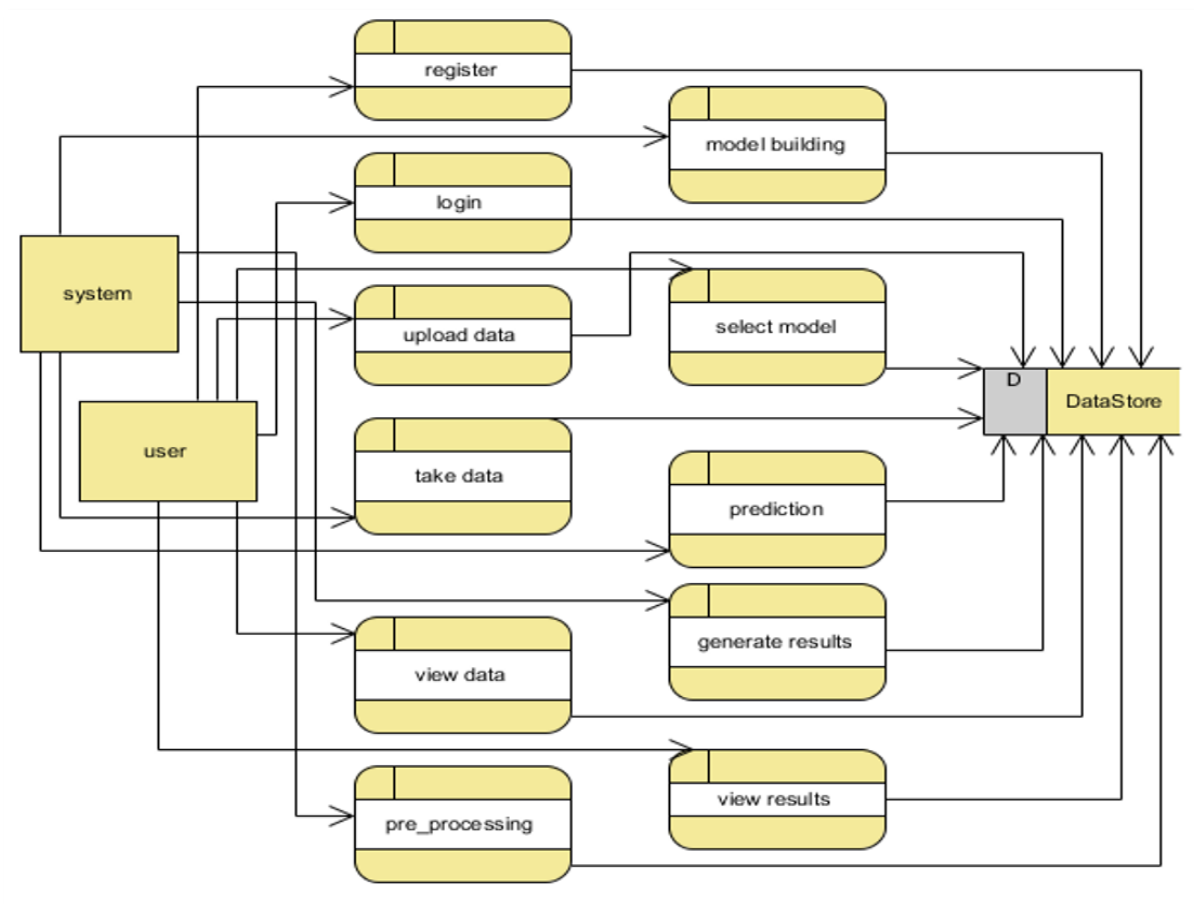 register
model building
login
system
upload data
select model
D
DataStore
user
take data
prediction
generate results
view data
view results
pre_processing